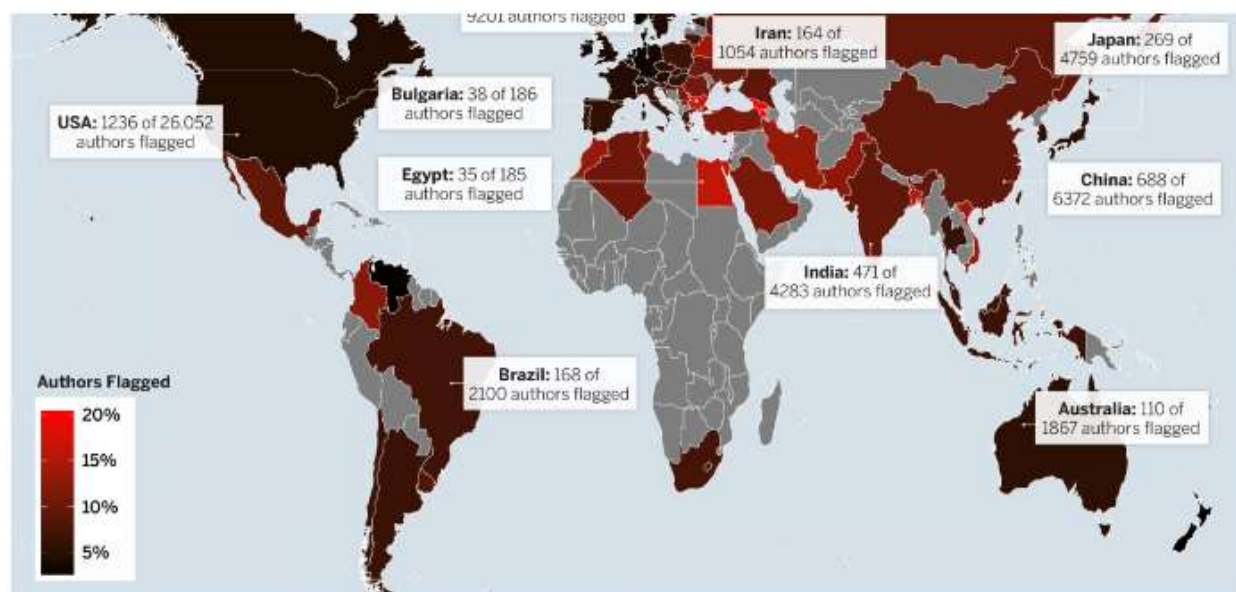 9201 authors flagged
Iran: 164 of
1054 authors flagged
Japan: 269 of
4759 authors flagged
Bulgaria: 38 of 186
authors flagged
USA: 1236 of 26,052
authors flagged
Egypt: 35 of 185
authors flagged
China: 688 of
6372 authors flagged
India: 471 of
4283 authors flagged
Brazil: 168 of
2100 authors flagged
Authors Flagged
20%
15%
10%
5%
Australia: 110 of
1867 authors flagged